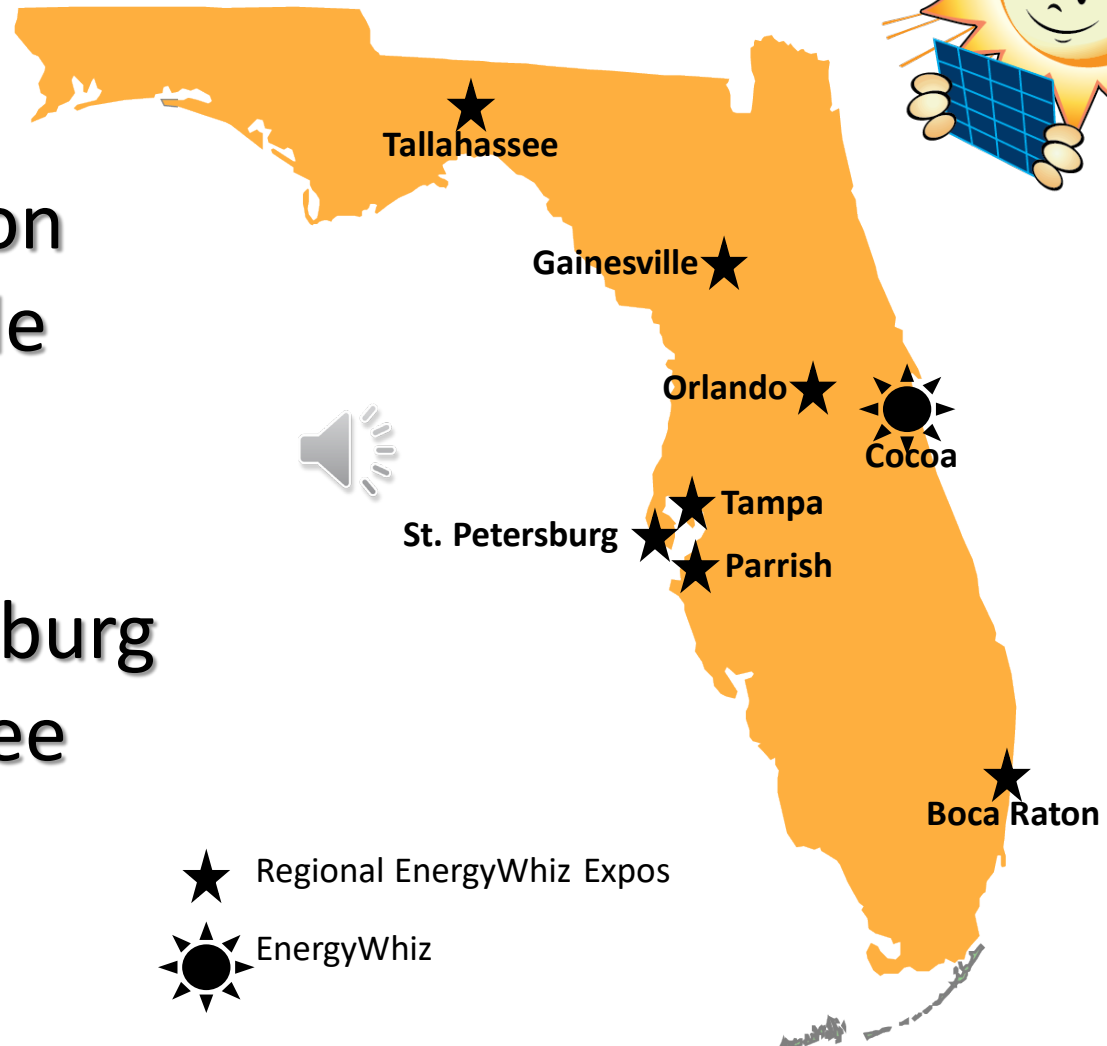 Tallahassee
on
Gainesville
le
Orlando
Cocoa
Tampa
St. Petersburg
Parrish
burg
ee
Boca Raton
Regional EnergyWhiz Expos
EnergyWhiz